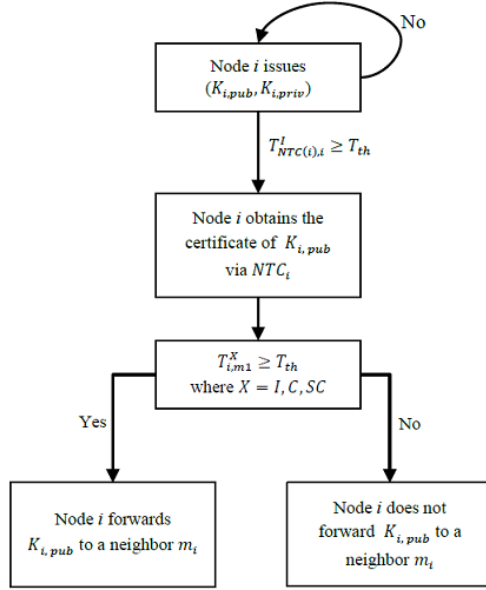 No
Node i issues
(K_{i,pub}, K_{i,priv})
T^{I}_{NTC(i),i} ≥ T_{th}
Node i obtains the
certificate of K_{i,pub}
via NTC_i
T^{X}_{i,m1} ≥ T_{th}
where X = I, C, SC
Yes
No
Node i forwards
K_{i,pub} to a neighbor m_i
Node i does not
forward K_{i,pub} to a
neighbor m_i